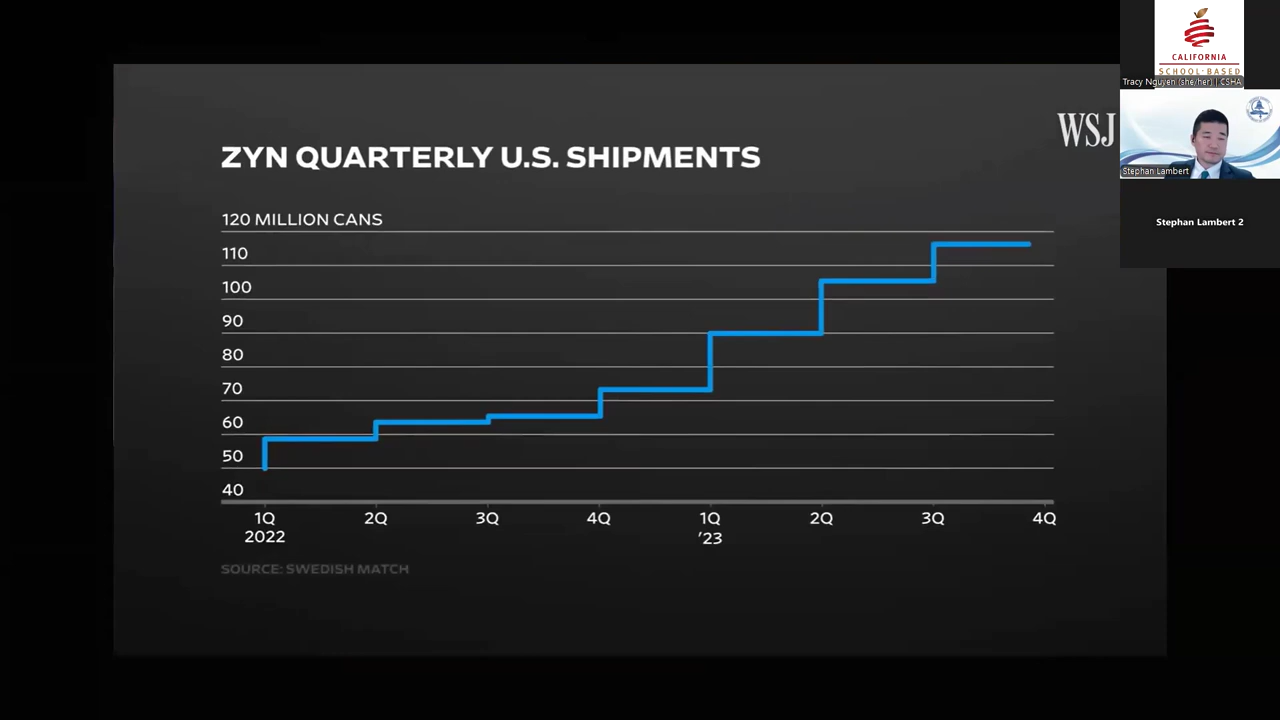 CALIFORNIA
SCHOOL-BASED
Tracy Nguyen (she/her) | CSHA
WSJ
Stephan Lambert
Stephan Lambert 2
ZYN QUARTERLY U.S. SHIPMENTS
120 MILLION CANS
110
100
90
80
70
60
50
40
1Q 2Q 3Q 4Q 1Q 2Q 3Q 4Q
2022 ’23
SOURCE: SWEDISH MATCH